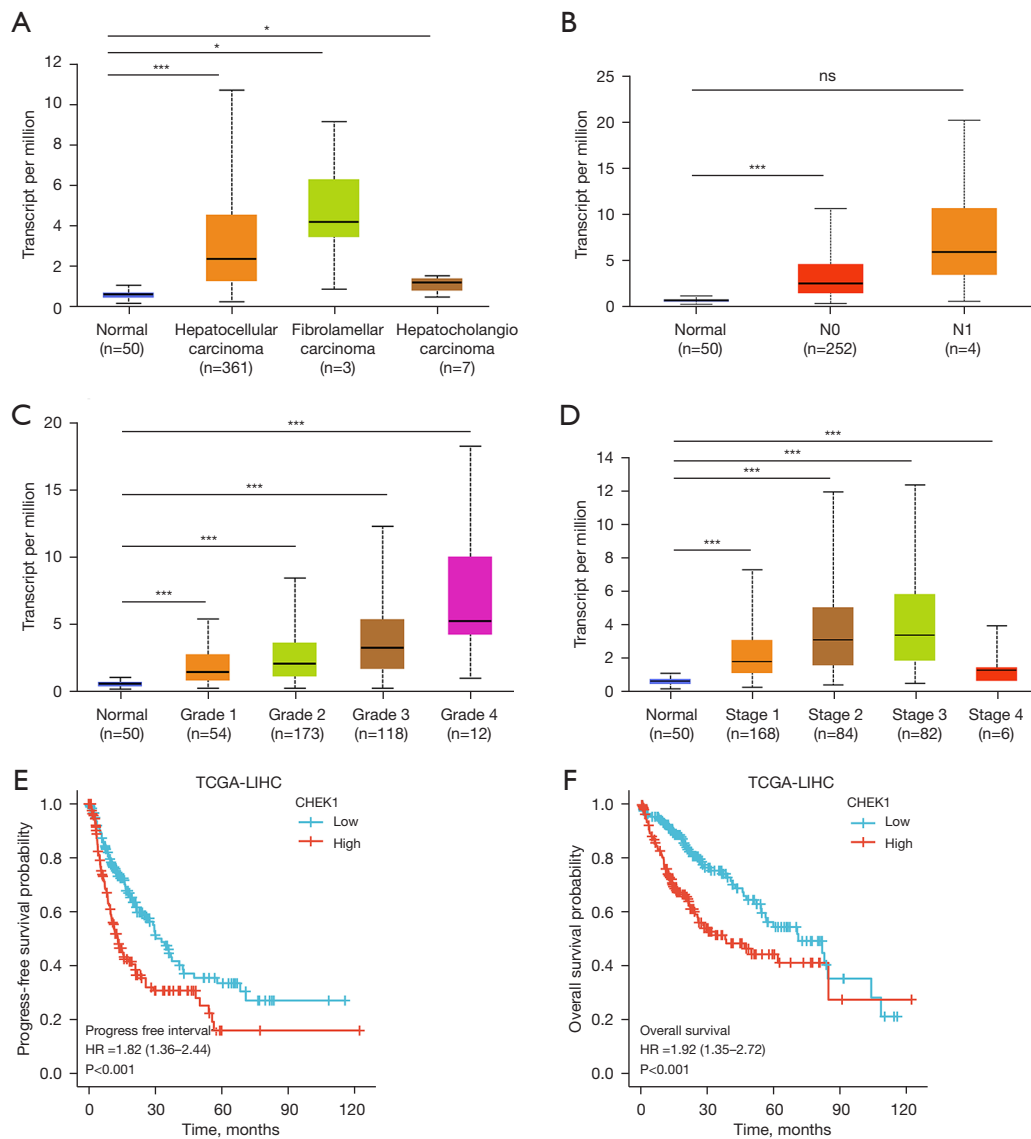 A
*
*
***
12
10
8
6
4
2
0
Transcript per million
Normal
(n=50)
Hepatocellular
carcinoma
(n=361)
Fibrolamellar
carcinoma
(n=3)
Hepatocholangio
carcinoma
(n=7)
B
ns
***
25
20
15
10
5
0
Transcript per million
Normal
(n=50)
N0
(n=252)
N1
(n=4)
C
***
***
***
***
20
15
10
5
0
Transcript per million
Normal
(n=50)
Grade 1
(n=54)
Grade 2
(n=173)
Grade 3
(n=118)
Grade 4
(n=12)
D
***
***
***
***
14
12
10
8
6
4
2
0
Transcript per million
Normal
(n=50)
Stage 1
(n=168)
Stage 2
(n=84)
Stage 3
(n=82)
Stage 4
(n=6)
E
TCGA-LIHC
CHEK1
Low
High
1.0
0.8
0.6
0.4
0.2
0.0
Progress-free survival probability
Progress free interval
HR =1.82 (1.36–2.44)
P<0.001
0 30 60 90 120
Time, months
F
TCGA-LIHC
CHEK1
Low
High
1.0
0.8
0.6
0.4
0.2
0.0
Overall survival probability
Overall survival
HR =1.92 (1.35–2.72)
P<0.001
0 30 60 90 120
Time, months